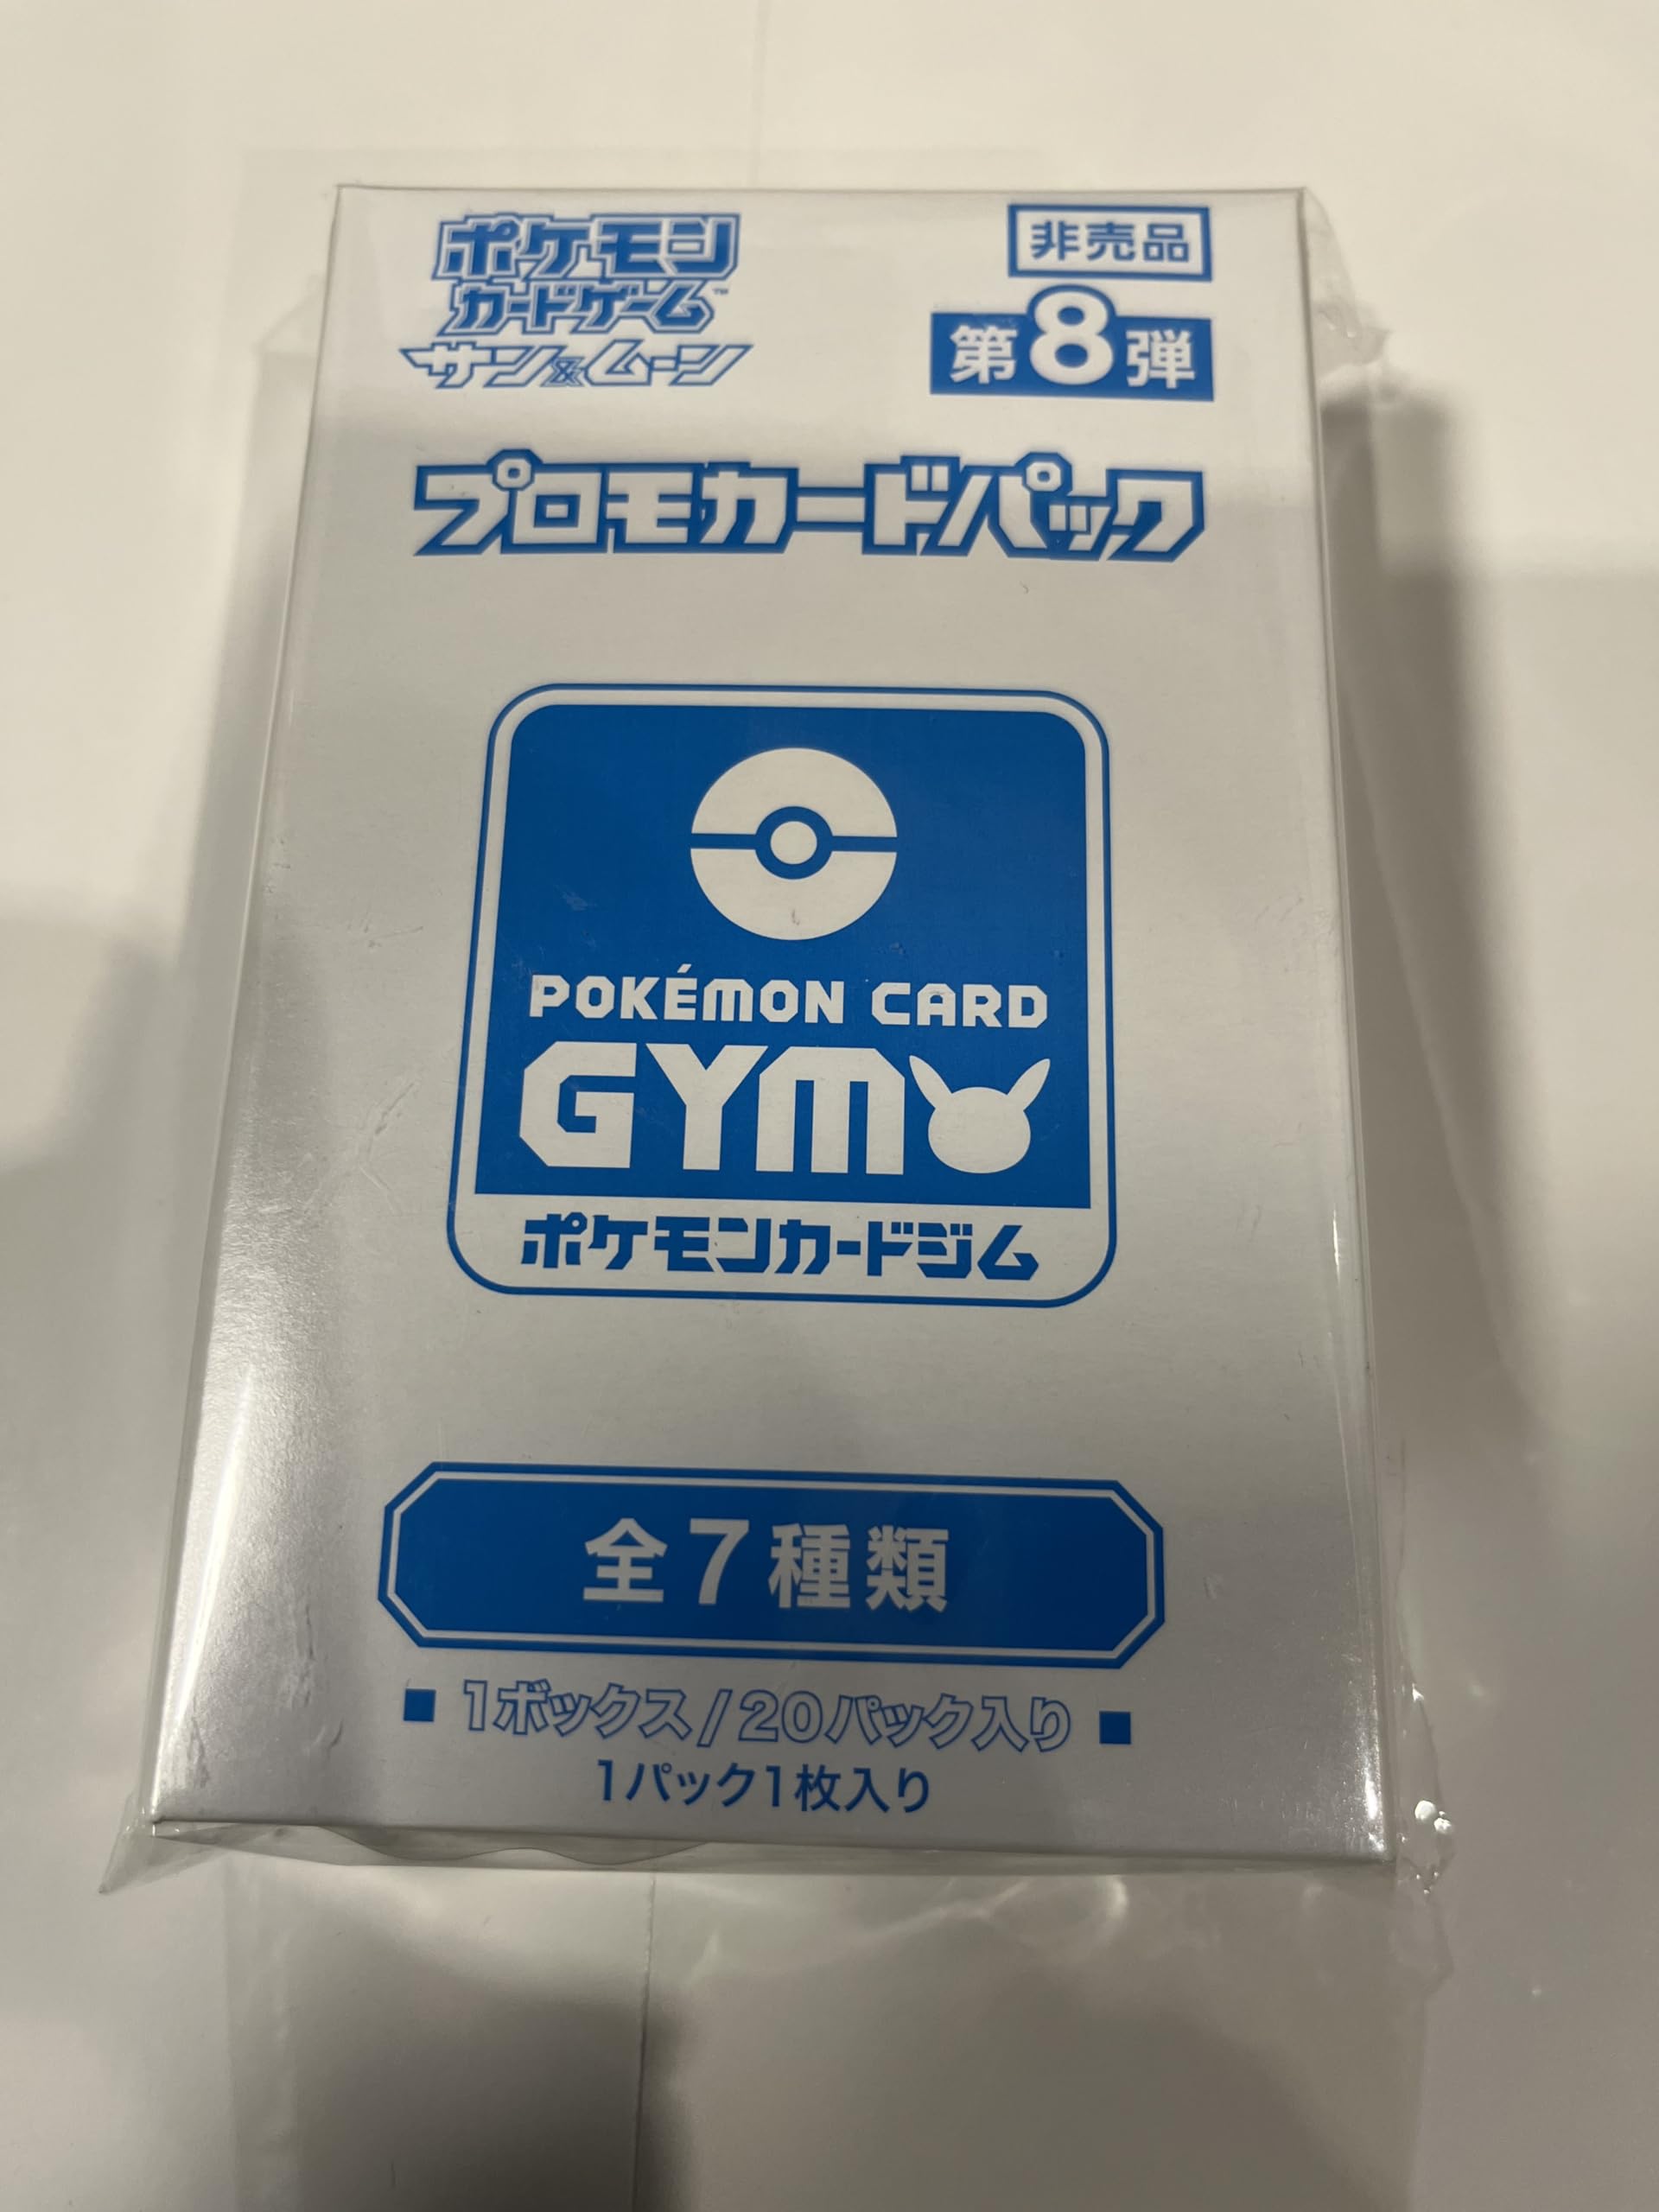 ポケモン
カードゲーム™
サン&ムーン
非売品
第8弾
プロモカードパック
POKÉMON CARD
GYM
ポケモンカードジム
全7種類
■ 1ボックス/20パック入り ■
1パック1枚入り